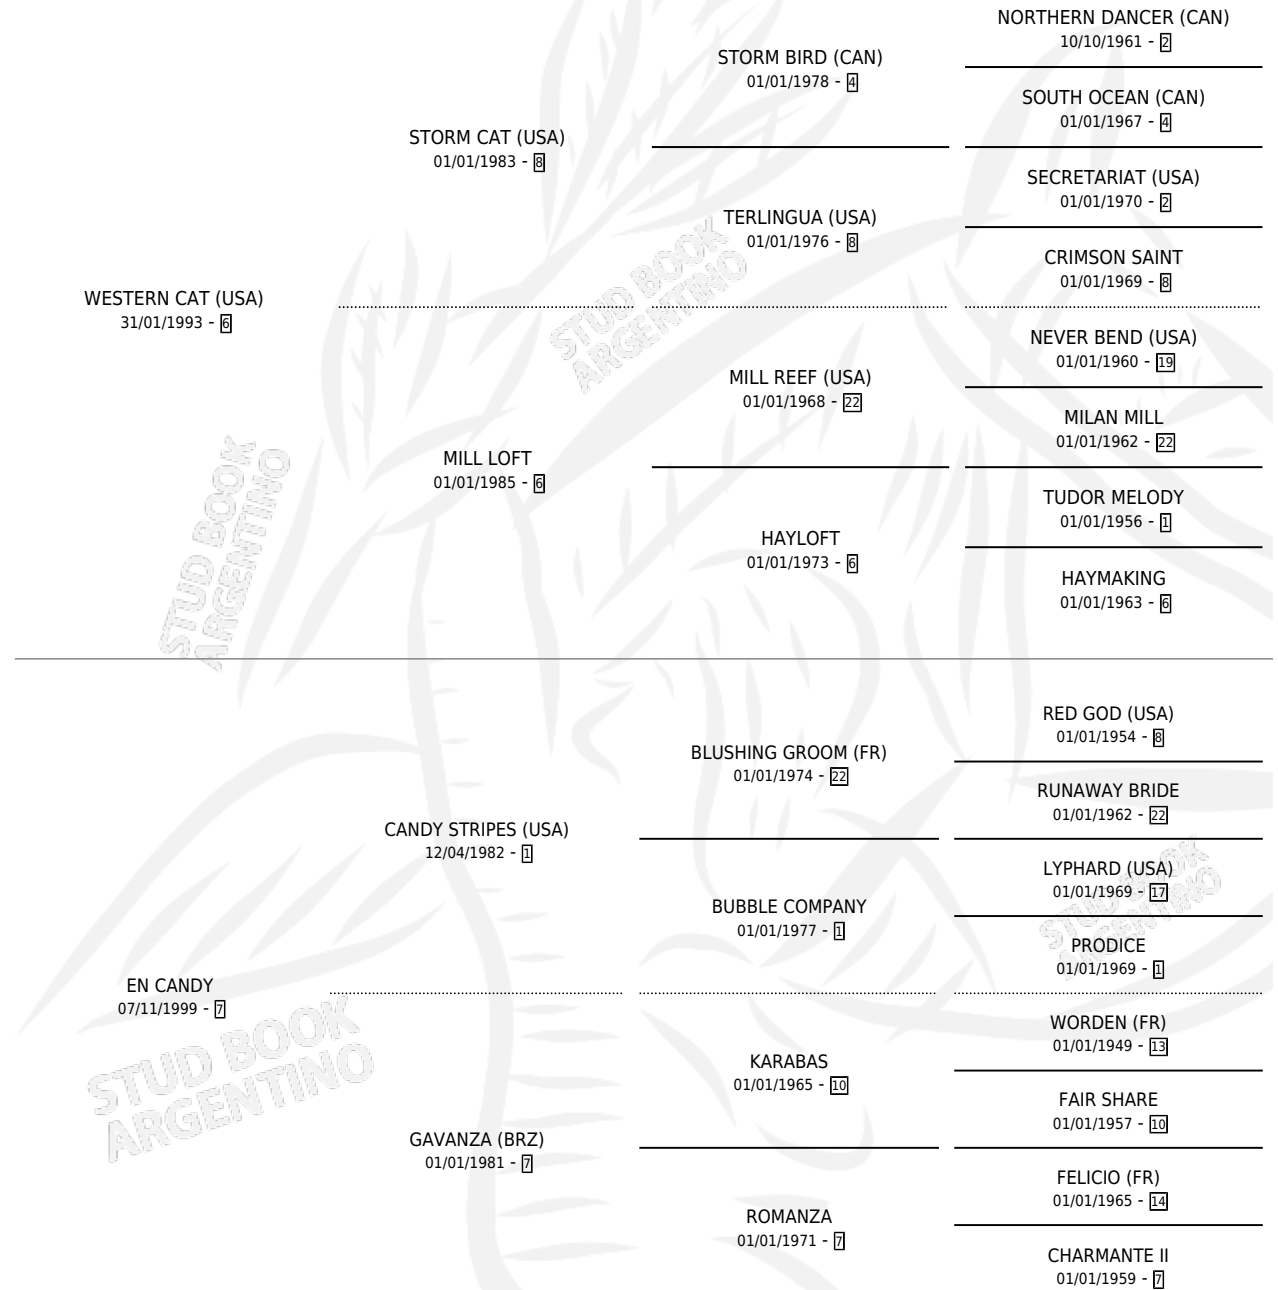 NORTHERN DANCER (CAN)
10/10/1961 - 2
STORM BIRD (CAN)
01/01/1978 - 4
SOUTH OCEAN (CAN)
01/01/1967 - 4
STORM CAT (USA)
01/01/1983 - 8
SECRETARIAT (USA)
01/01/1970 - 2
TERLINGUA (USA)
01/01/1976 - 8
CRIMSON SAINT
01/01/1969 - 8
WESTERN CAT (USA)
31/01/1993 - 6
NEVER BEND (USA)
01/01/1960 - 19
MILL REEF (USA)
01/01/1968 - 22
MILAN MILL
01/01/1962 - 22
MILL LOFT
01/01/1985 - 6
TUDOR MELODY
01/01/1956 - 1
HAYLOFT
01/01/1973 - 6
HAYMAKING
01/01/1963 - 6
RED GOD (USA)
01/01/1954 - 8
BLUSHING GROOM (FR)
01/01/1974 - 22
RUNAWAY BRIDE
01/01/1962 - 22
CANDY STRIPES (USA)
12/04/1982 - 1
LYPHARD (USA)
01/01/1969 - 17
BUBBLE COMPANY
01/01/1977 - 1
PRODICE
01/01/1969 - 1
EN CANDY
07/11/1999 - 7
WORDEN (FR)
01/01/1949 - 13
KARABAS
01/01/1965 - 10
FAIR SHARE
01/01/1957 - 10
GAVANZA (BRZ)
01/01/1981 - 7
FELICIO (FR)
01/01/1965 - 14
ROMANZA
01/01/1971 - 7
CHARMANTE II
01/01/1959 - 7
STUD BOOK
ARGENTINO
STUD BOOK
ARGENTINO
STUD BOOK
ARGENTINO
STUD BOOK
ARGENTINO